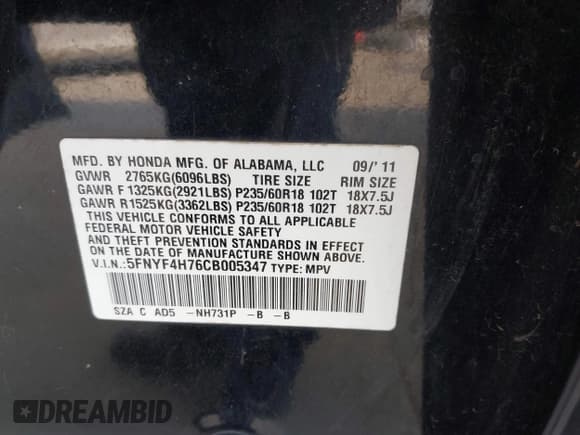 MFD. BY HONDA MFG. OF ALABAMA, LLC 09/'11
GVWR 2765KG(6096LBS) TIRE SIZE RIM SIZE
GAWR F 1325KG(2921LBS) P235/60R18 102T 18X7.5J
GAWR R1525KG(3362LBS) P235/60R18 102T 18X7.5J
THIS VEHICLE CONFORMS TO ALL APPLICABLE
FEDERAL MOTOR VEHICLE SAFETY
AND THEFT PREVENTION STANDARDS IN EFFECT
ON THE DATE OF MANUFACTURE SHOWN ABOVE.
V.I.N.:5FNYF4H76CB005347 TYPE: MPV
SZA C AD5 -NH731P -B -B
DREAMBID